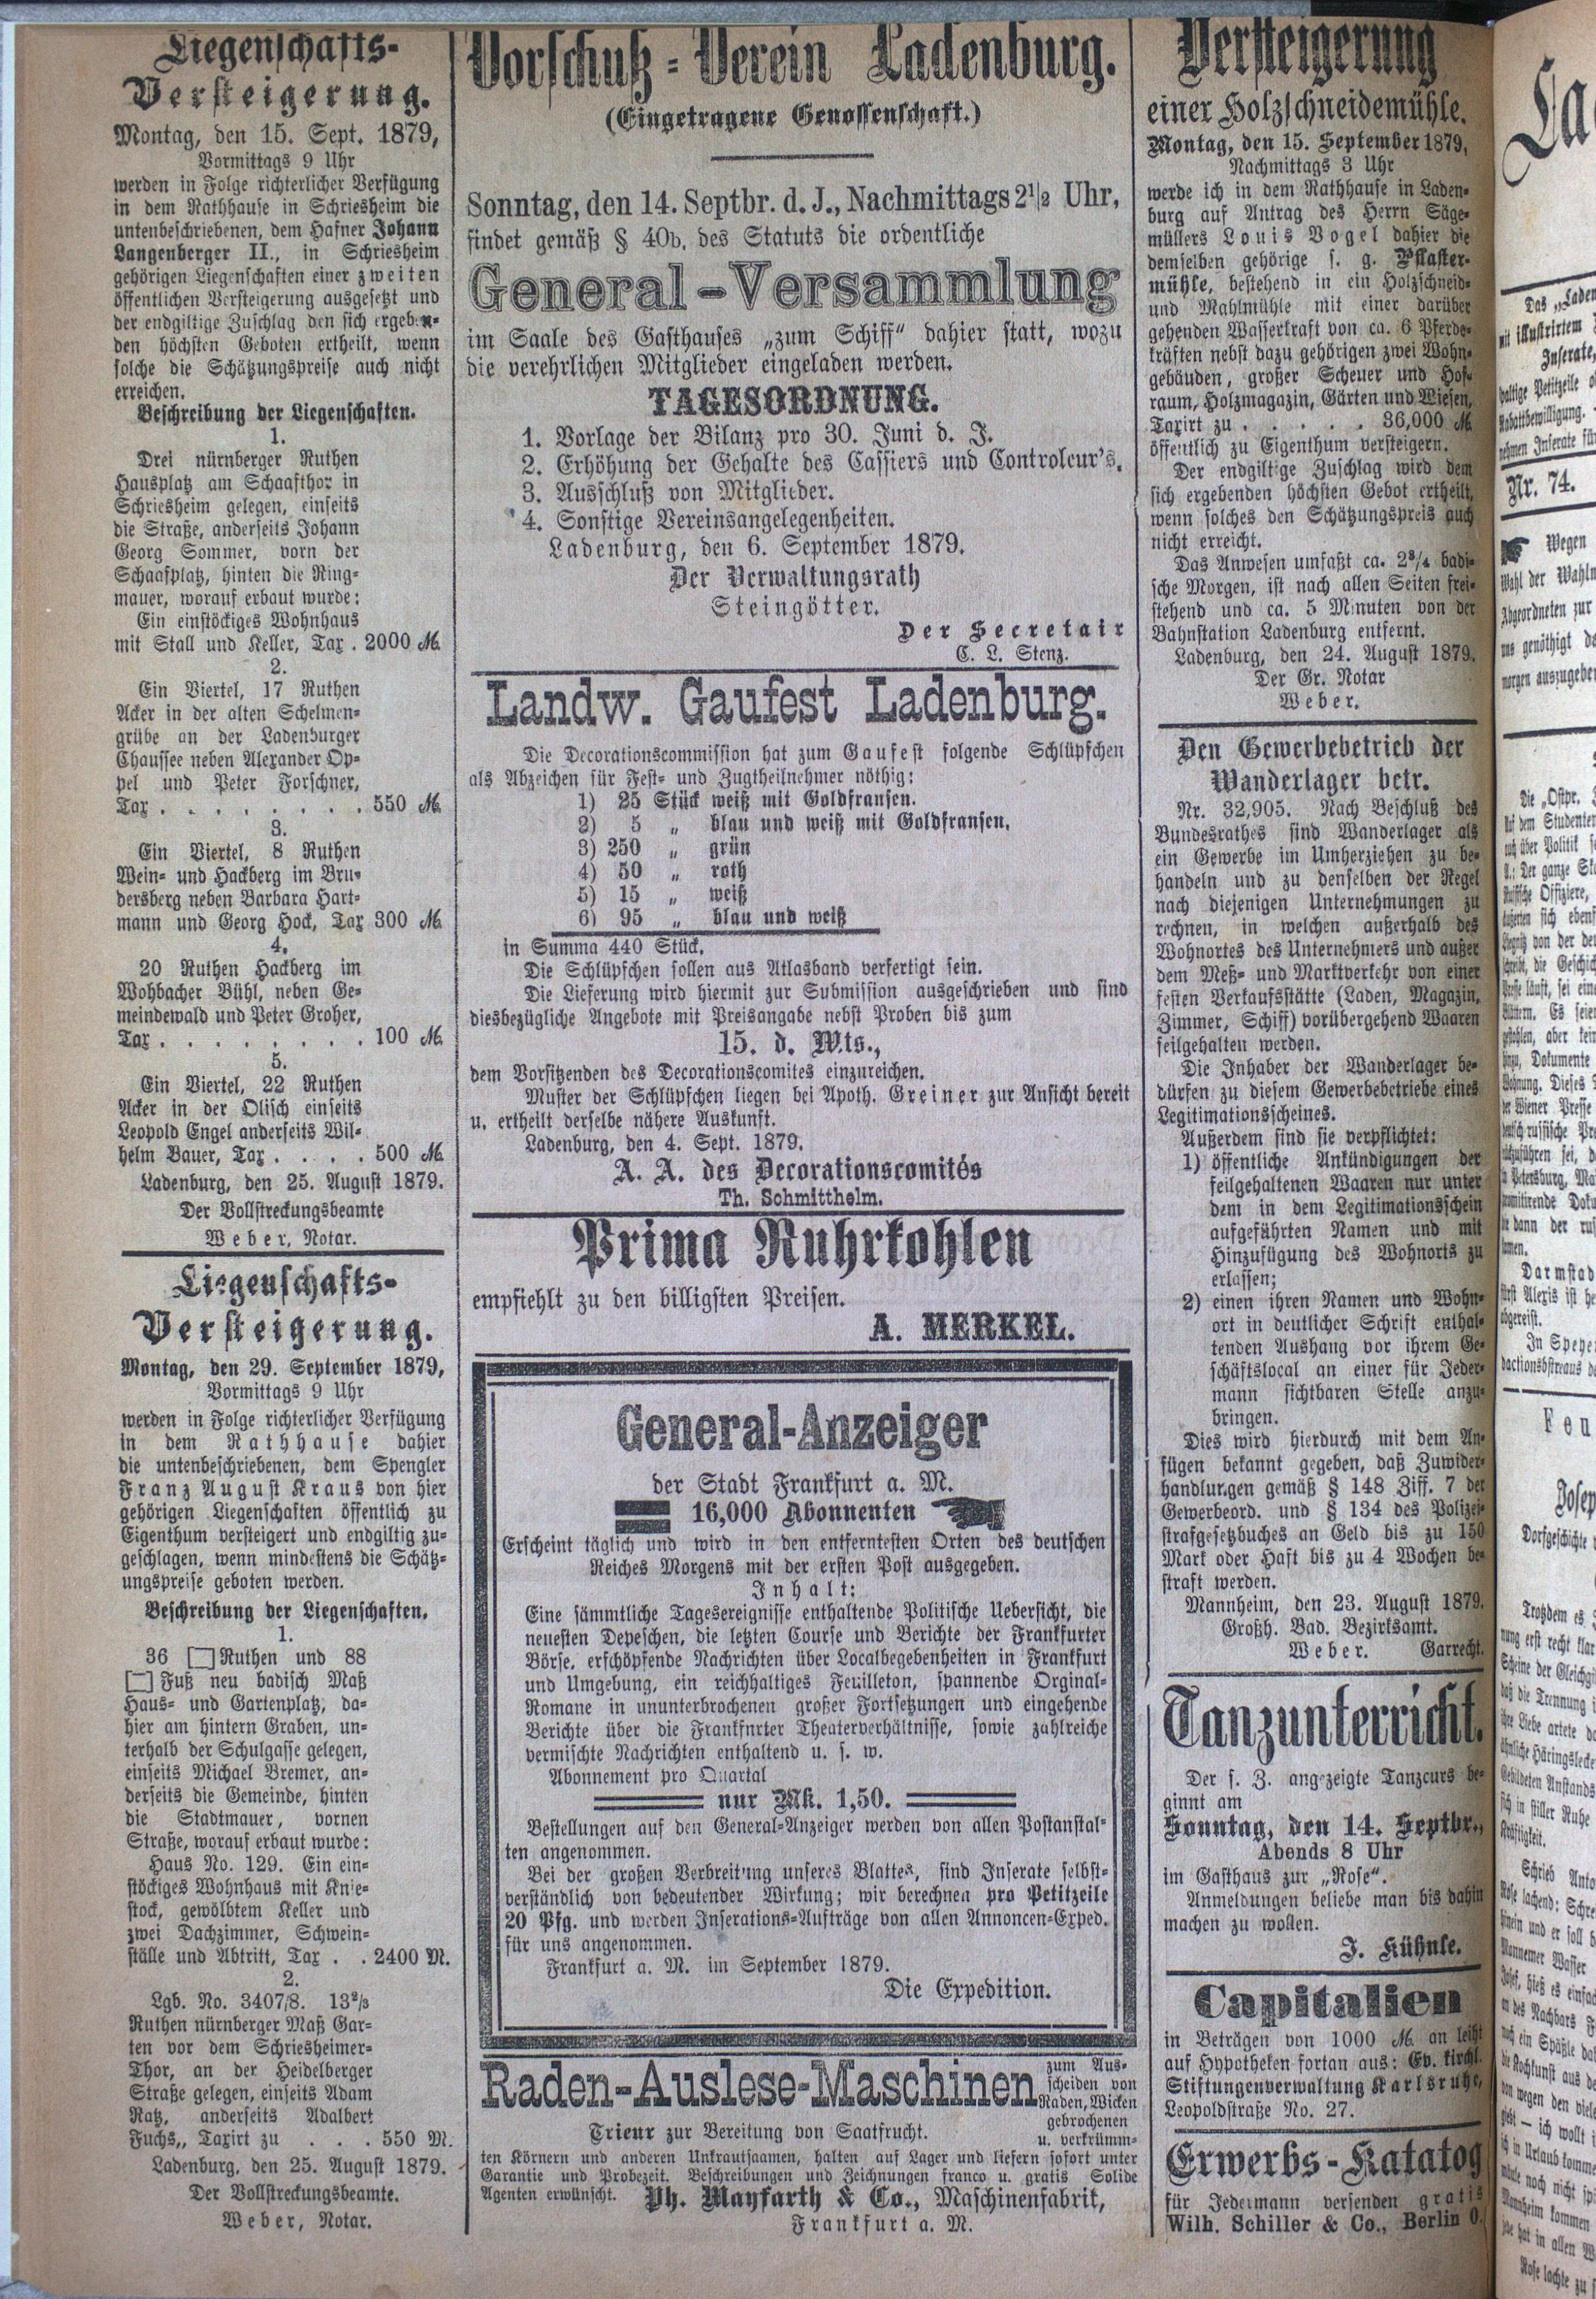 Liegenschafts-
Versteigerung.
Montag, den 15. Sept. 1879,
Vormittags 9 Uhr
werden in Folge richterlicher Verfügung
in dem Rathhause in Schriesheim die
untenbeschriebenen, dem Hafner Johann
Langenberger II., in Schriesheim
gehörigen Liegenschaften einer zweiten
öffentlichen Versteigerung ausgesetzt und
der endgiltige Zuschlag den sich ergeben-
den höchsten Geboten ertheilt, wenn
solche die Schätzungspreise auch nicht
erreichen.
Beschreibung der Liegenschaften.
1.
Drei nürnberger Ruthen
Hausplatz am Schaafthor in
Schriesheim gelegen, einseits
die Straße, anderseits Johann
Georg Sommer, vorn der
Schaafplatz, hinten die Ring-
mauer, worauf erbaut wurde:
Ein einstöckiges Wohnhaus
mit Stall und Keller, Tax . 2000 M.
2.
Ein Viertel, 17 Ruthen
Acker in der alten Schelmen-
grübe an der Ladenburger
Chaussee neben Alexander Op-
pel und Peter Forschner,
Tax . . . . . . . . 550 M.
3.
Ein Viertel, 8 Ruthen
Wein- und Hackberg im Bru-
dersberg neben Barbara Hart-
mann und Georg Hock, Tax 300 M.
4.
20 Ruthen Hackberg im
Wohbacher Bühl, neben Ge-
meindewald und Peter Groher,
Tax . . . . . . . . 100 M.
5.
Ein Viertel, 22 Ruthen
Acker in der Olisch einseits
Leopold Engel anderseits Wil-
helm Bauer, Tax . . . . 500 M.
Ladenburg, den 25. August 1879.
Der Vollstreckungsbeamte
Weber, Notar.
Liegenschafts-
Versteigerung.
Montag, den 29. September 1879,
Vormittags 9 Uhr
werden in Folge richterlicher Verfügung
in dem Rathhause dahier
die untenbeschriebenen, dem Spengler
Franz August Kraus von hier
gehörigen Liegenschaften öffentlich zu
Eigenthum versteigert und endgiltig zu-
geschlagen, wenn mindestens die Schätz-
ungspreise geboten werden.
Beschreibung der Liegenschaften.
1.
36 □ Ruthen und 88
□ Fuß neu badisch Maß
Haus- und Gartenplatz, da-
hier am hintern Graben, un-
terhalb der Schulgasse gelegen,
einseits Michael Bremer, an-
derseits die Gemeinde, hinten
die Stadtmauer, vornen
Straße, worauf erbaut wurde:
Haus No. 129. Ein ein-
stöckiges Wohnhaus mit Knie-
stock, gewölbtem Keller und
zwei Dachzimmer, Schwein-
ställe und Abtritt, Tax . . 2400 M.
2.
Lgb. No. 3407/8. 13²/₃
Ruthen nürnberger Maß Gar-
ten vor dem Schriesheimer-
Thor, an der Heidelberger
Straße gelegen, einseits Adam
Ratz, anderseits Adalbert
Fuchs,, Taxirt zu . . . 550 M.
Ladenburg, den 25. August 1879.
Der Vollstreckungsbeamte.
Weber, Notar.
Vorschuß-Verein Ladenburg.
(Eingetragene Genossenschaft.)
Sonntag, den 14. Septbr. d. J., Nachmittags 2½ Uhr,
findet gemäß § 40b. des Statuts die ordentliche
General-Versammlung
im Saale des Gasthauses „zum Schiff“ dahier statt, wozu
die verehrlichen Mitglieder eingeladen werden.
TAGESORDNUNG.
1. Vorlage der Bilanz pro 30. Juni d. J.
2. Erhöhung der Gehalte des Cassiers und Controleur's.
3. Ausschluß von Mitglieder.
4. Sonstige Vereinsangelegenheiten.
Ladenburg, den 6. September 1879.
Der Verwaltungsrath
Steingötter.
Der Secretair
C. L. Stenz.
Landw. Gaufest Ladenburg.
Die Decorationscommission hat zum Gaufest folgende Schlüpfchen
als Abzeichen für Fest- und Zugtheilnehmer nöthig:
1) 25 Stück weiß mit Goldfransen.
2) 5 „ blau und weiß mit Goldfransen.
3) 250 „ grün
4) 50 „ roth
5) 15 „ weiß
6) 95 „ blau und weiß
in Summa 440 Stück.
Die Schlüpfchen sollen aus Atlasband verfertigt sein.
Die Lieferung wird hiermit zur Submission ausgeschrieben und sind
diesbezügliche Angebote mit Preisangabe nebst Proben bis zum
15. d. Mts.,
dem Vorsitzenden des Decorationscomites einzureichen.
Muster der Schlüpfchen liegen bei Apoth. Greiner zur Ansicht bereit
u. ertheilt derselbe nähere Auskunft.
Ladenburg, den 4. Sept. 1879.
A. A. des Decorationscomités
Th. Schmitthelm.
Prima Ruhrkohlen
empfiehlt zu den billigsten Preisen.
A. MERKEL.
General-Anzeiger
der Stadt Frankfurt a. M.
16,000 Abonnenten
Erscheint täglich und wird in den entferntesten Orten des deutschen
Reiches Morgens mit der ersten Post ausgegeben.
Inhalt:
Eine sämmtliche Tagesereignisse enthaltende Politische Uebersicht, die
neuesten Depeschen, die letzten Course und Berichte der Frankfurter
Börse, erschöpfende Nachrichten über Localbegebenheiten in Frankfurt
und Umgebung, ein reichhaltiges Feuilleton, spannende Orginal-
Romane in ununterbrochenen großer Fortsetzungen und eingehende
Berichte über die Frankfnrter Theaterverhältnisse, sowie zahlreiche
vermischte Nachrichten enthaltend u. s. w.
Abonnement pro Quartal
nur Mk. 1,50.
Bestellungen auf den General-Anzeiger werden von allen Postanstal-
ten angenommen.
Bei der großen Verbreitung unseres Blattes, sind Inserate selbst-
verständlich von bedeutender Wirkung; wir berechnen pro Petitzeile
20 Pfg. und werden Inserations-Aufträge von allen Annoncen-Exped.
für uns angenommen.
Frankfurt a. M. im September 1879.
Die Expedition.
Raden-Auslese-Maschinen
zum Aus-
scheiden von
Raden, Wicken
gebrochenen
u. verkrümm-
Trieur zur Bereitung von Saatfrucht.
ten Körnern und anderen Unkrautsaamen, halten auf Lager und liefern sofort unter
Garantie und Probezeit. Beschreibungen und Zeichnungen franco u. gratis Solide
Agenten erwünscht. Ph. Mayfarth & Co., Maschinenfabrik,
Frankfurt a. M.
Versteigerung
einer Holzschneidemühle.
Montag, den 15. September 1879,
Nachmittags 3 Uhr
werde ich in dem Rathhause in Laden-
burg auf Antrag des Herrn Säge-
müllers Louis Vogel dahier die
demselben gehörige s. g. Pflaster-
mühle, bestehend in ein Holzschneid-
und Mahlmühle mit einer darüber
gehenden Wasserkraft von ca. 6 Pferde-
kräften nebst dazu gehörigen zwei Wohn-
gebäuden, großer Scheuer und Hof-
raum, Holzmagazin, Gärten und Wiesen,
Taxirt zu . . . . . 36,000 M.
öffentlich zu Eigenthum versteigern.
Der endgiltige Zuschlag wird dem
sich ergebenden höchsten Gebot ertheilt,
wenn solches den Schätzungspreis auch
nicht erreicht.
Das Anwesen umfaßt ca. 2³/₄ badi-
sche Morgen, ist nach allen Seiten frei-
stehend und ca. 5 Minuten von der
Bahnstation Ladenburg entfernt.
Ladenburg, den 24. August 1879.
Der Gr. Notar
Weber.
Den Gewerbebetrieb der
Wanderlager betr.
Nr. 32,905. Nach Beschluß des
Bundesrathes sind Wanderlager als
ein Gewerbe im Umherziehen zu be-
handeln und zu denselben der Regel
nach diejenigen Unternehmungen zu
rechnen, in welchen außerhalb des
Wohnortes des Unternehmers und außer
dem Meß- und Marktverkehr von einer
festen Verkaufsstätte (Laden, Magazin,
Zimmer, Schiff) vorübergehend Waaren
feilgehalten werden.
Die Inhaber der Wanderlager be-
dürfen zu diesem Gewerbebetriebe eines
Legitimationsscheines.
Außerdem sind sie verpflichtet:
1) öffentliche Ankündigungen der
feilgehaltenen Waaren nur unter
dem in dem Legitimationsschein
aufgeführten Namen und mit
Hinzufügung des Wohnorts zu
erlassen;
2) einen ihren Namen und Wohn-
ort in deutlicher Schrift enthal-
tenden Aushang vor ihrem Ge-
schäftslocal an einer für Jeder-
mann sichtbaren Stelle anzu-
bringen.
Dies wird hierdurch mit dem An-
fügen bekannt gegeben, daß Zuwider-
handlungen gemäß § 148 Ziff. 7 der
Gewerbeord. und § 134 des Polizei-
strafgesetzbuches an Geld bis zu 150
Mark oder Haft bis zu 4 Wochen be-
straft werden.
Mannheim, den 23. August 1879.
Großh. Bad. Bezirksamt.
Weber. Garrecht.
Tanzunterricht.
Der s. Z. angezeigte Tanzcurs be-
ginnt am
Sonntag, den 14. Septbr.,
Abends 8 Uhr
im Gasthaus zur „Rose“.
Anmeldungen beliebe man bis dahin
machen zu wollen.
J. Kühnle.
Capitalien
in Beträgen von 1000 M. an leiht
auf Hypotheken fortan aus: Ev. kirchl.
Stiftungenverwaltung Karlsruhe,
Leopoldstraße No. 27.
Erwerbs-Katatog
für Jedermann versenden gratis
Wilh. Schiller & Co., Berlin O.
Das „Laden
mit illustrirtem
Inserate,
Rabattbewilligung.
nehmen Inserate für
Nr. 74.
Wegen
Wahl der Wahlm
Abgeordneten zur
uns genöthigt
morgen auszugeben
Die „Ostpr.
Darmstad
In Speye
Feu
Josep
Dorfgeschichte
Trotzdem es